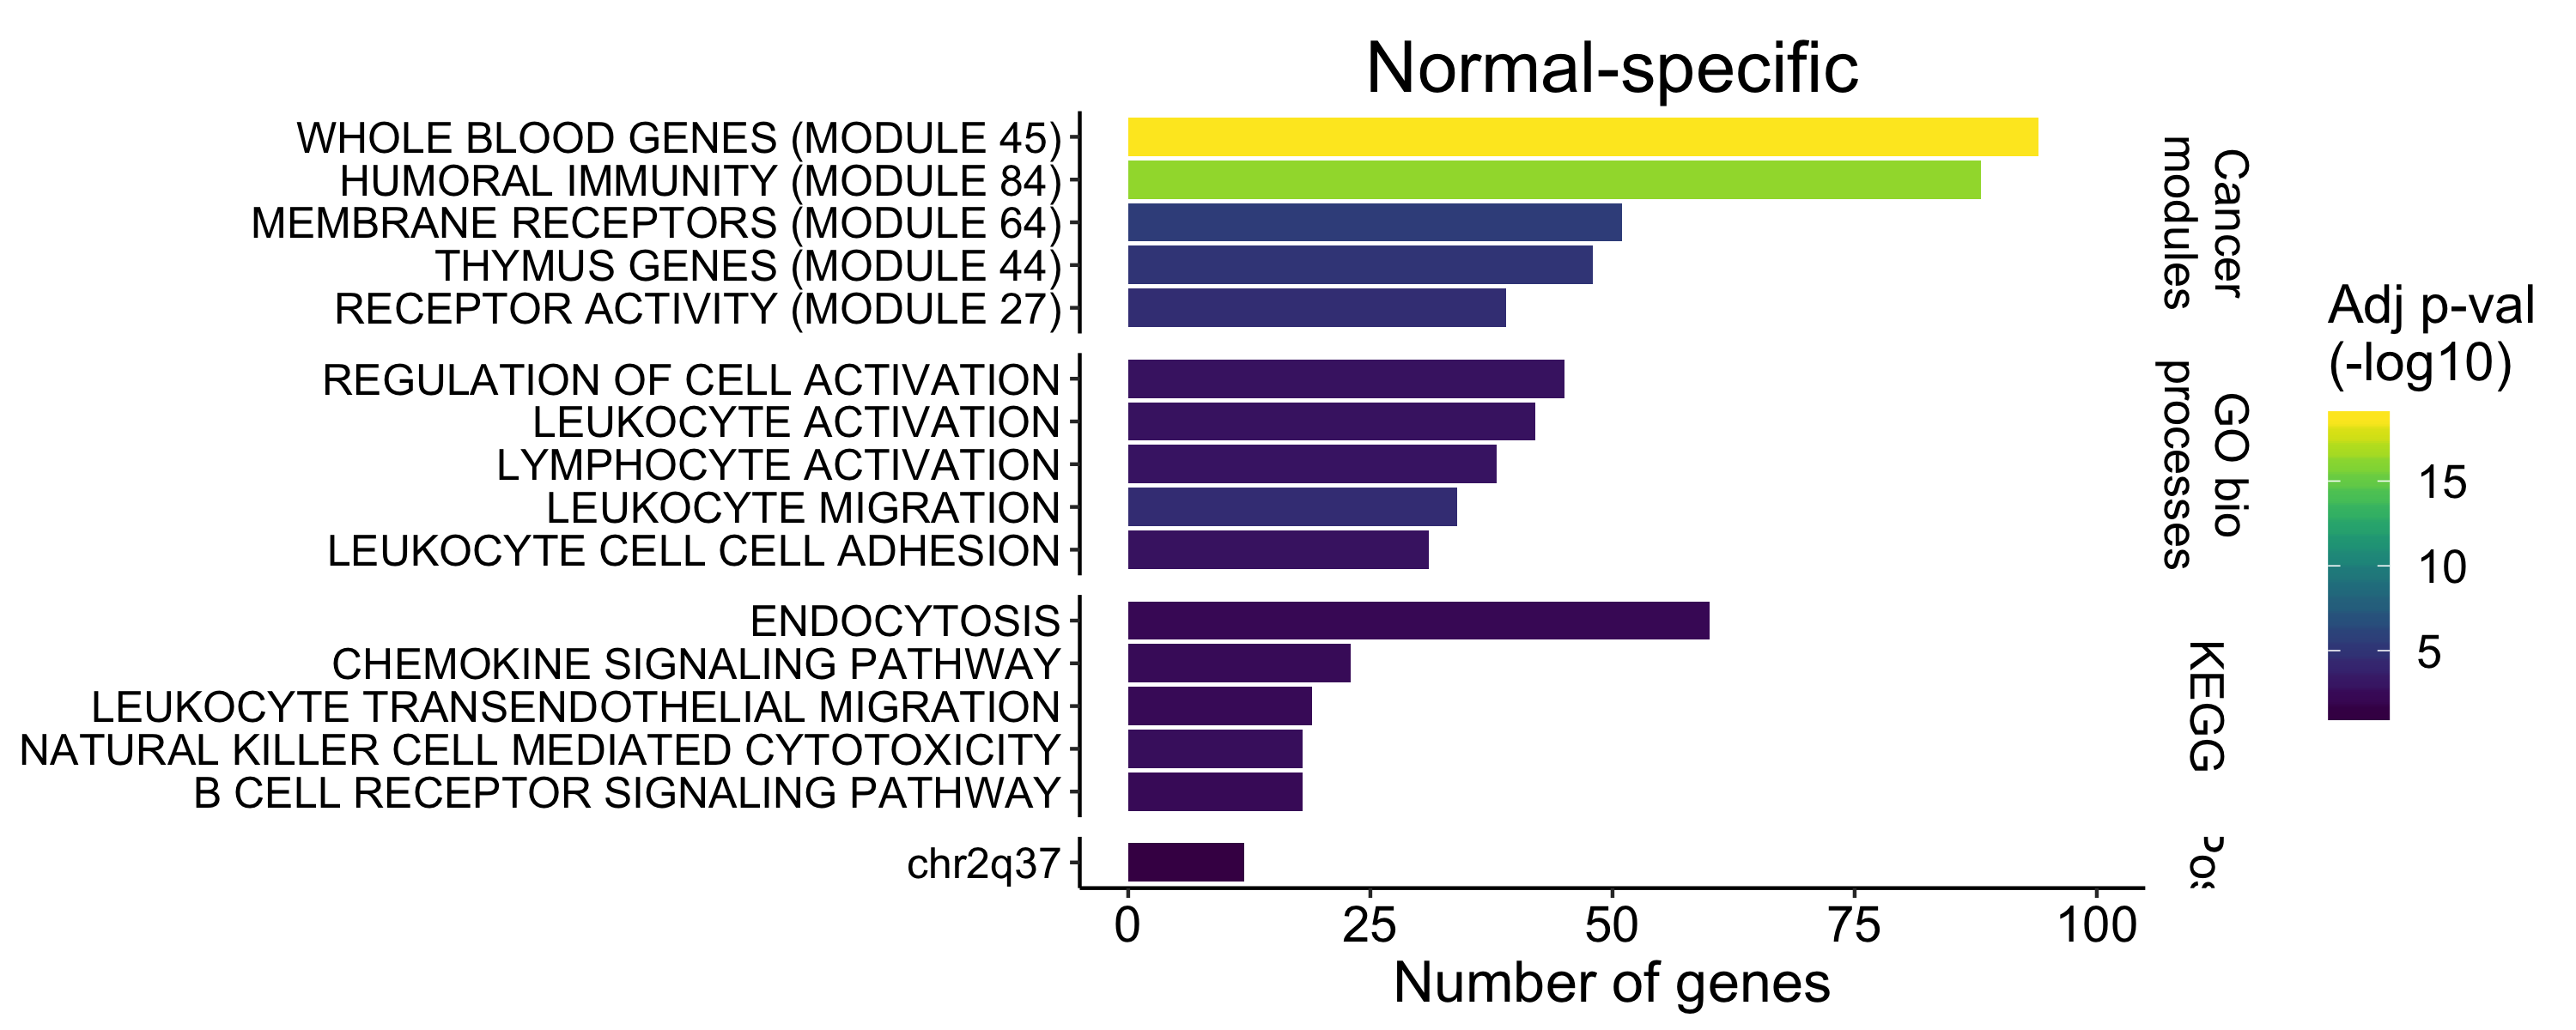 Normal-specific
WHOLE BLOOD GENES (MODULE 45)
HUMORAL IMMUNITY (MODULE 84)
MEMBRANE RECEPTORS (MODULE 64)
THYMUS GENES (MODULE 44)
RECEPTOR ACTIVITY (MODULE 27)
Cancer
modules
REGULATION OF CELL ACTIVATION
LEUKOCYTE ACTIVATION
LYMPHOCYTE ACTIVATION
LEUKOCYTE MIGRATION
LEUKOCYTE CELL CELL ADHESION
GO bio
processes
ENDOCYTOSIS
CHEMOKINE SIGNALING PATHWAY
LEUKOCYTE TRANSENDOTHELIAL MIGRATION
NATURAL KILLER CELL MEDIATED CYTOTOXICITY
B CELL RECEPTOR SIGNALING PATHWAY
KEGG
chr2q37
0 25 50 75 100
Number of genes
Adj p-val
(-log10)
15
10
5